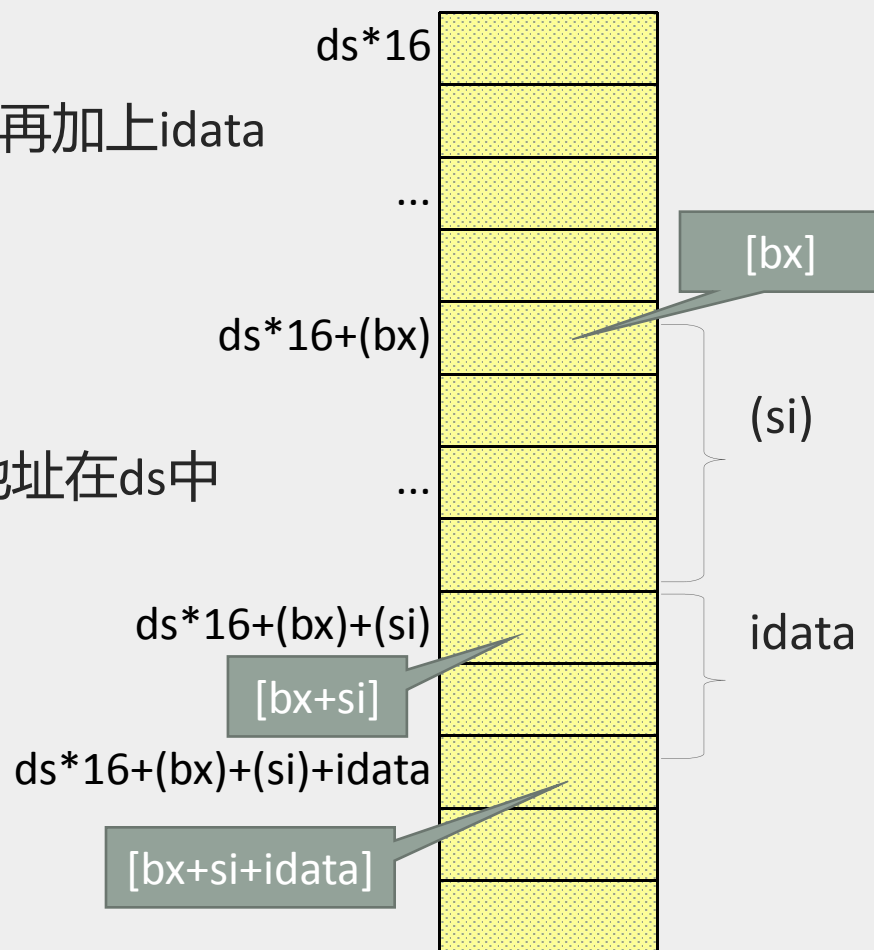 ds*16
再加上idata
...
[bx]
ds*16+(bx)
(si)
址在ds中
...
ds*16+(bx)+(si)
idata
[bx+si]
ds*16+(bx)+(si)+idata
[bx+si+idata]